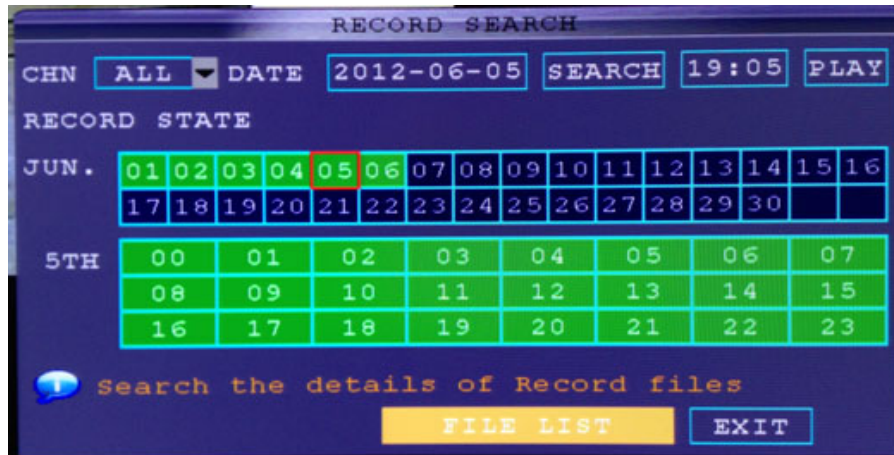 RECORD SEARCH
CHN ALL DATE 2012-06-05 SEARCH 19:05 PLAY
RECORD STATE
JUN. 01 02 03 04 05 06 07 08 09 10 11 12 13 14 15 16
17 18 19 20 21 22 23 24 25 26 27 28 29 30
5TH 00 01 02 03 04 05 06 07
08 09 10 11 12 13 14 15
16 17 18 19 20 21 22 23
Search the details of Record files
FILE LIST EXIT